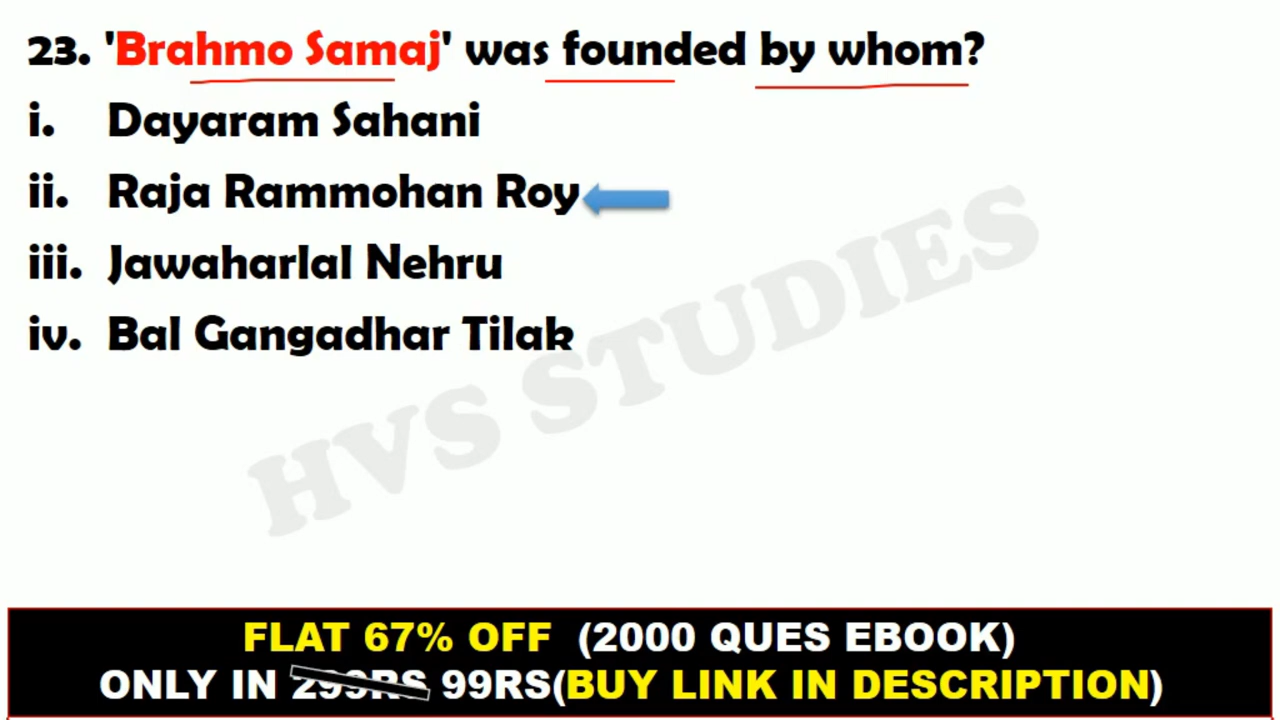 23. 'Brahmo Samaj' was founded by whom?
i. Dayaram Sahani
ii. Raja Rammohan Roy
iii. Jawaharlal Nehru
iv. Bal Gangadhar Tilak
HVS STUDIES
FLAT 67% OFF (2000 QUES EBOOK)
ONLY IN 299RS 99RS(BUY LINK IN DESCRIPTION)